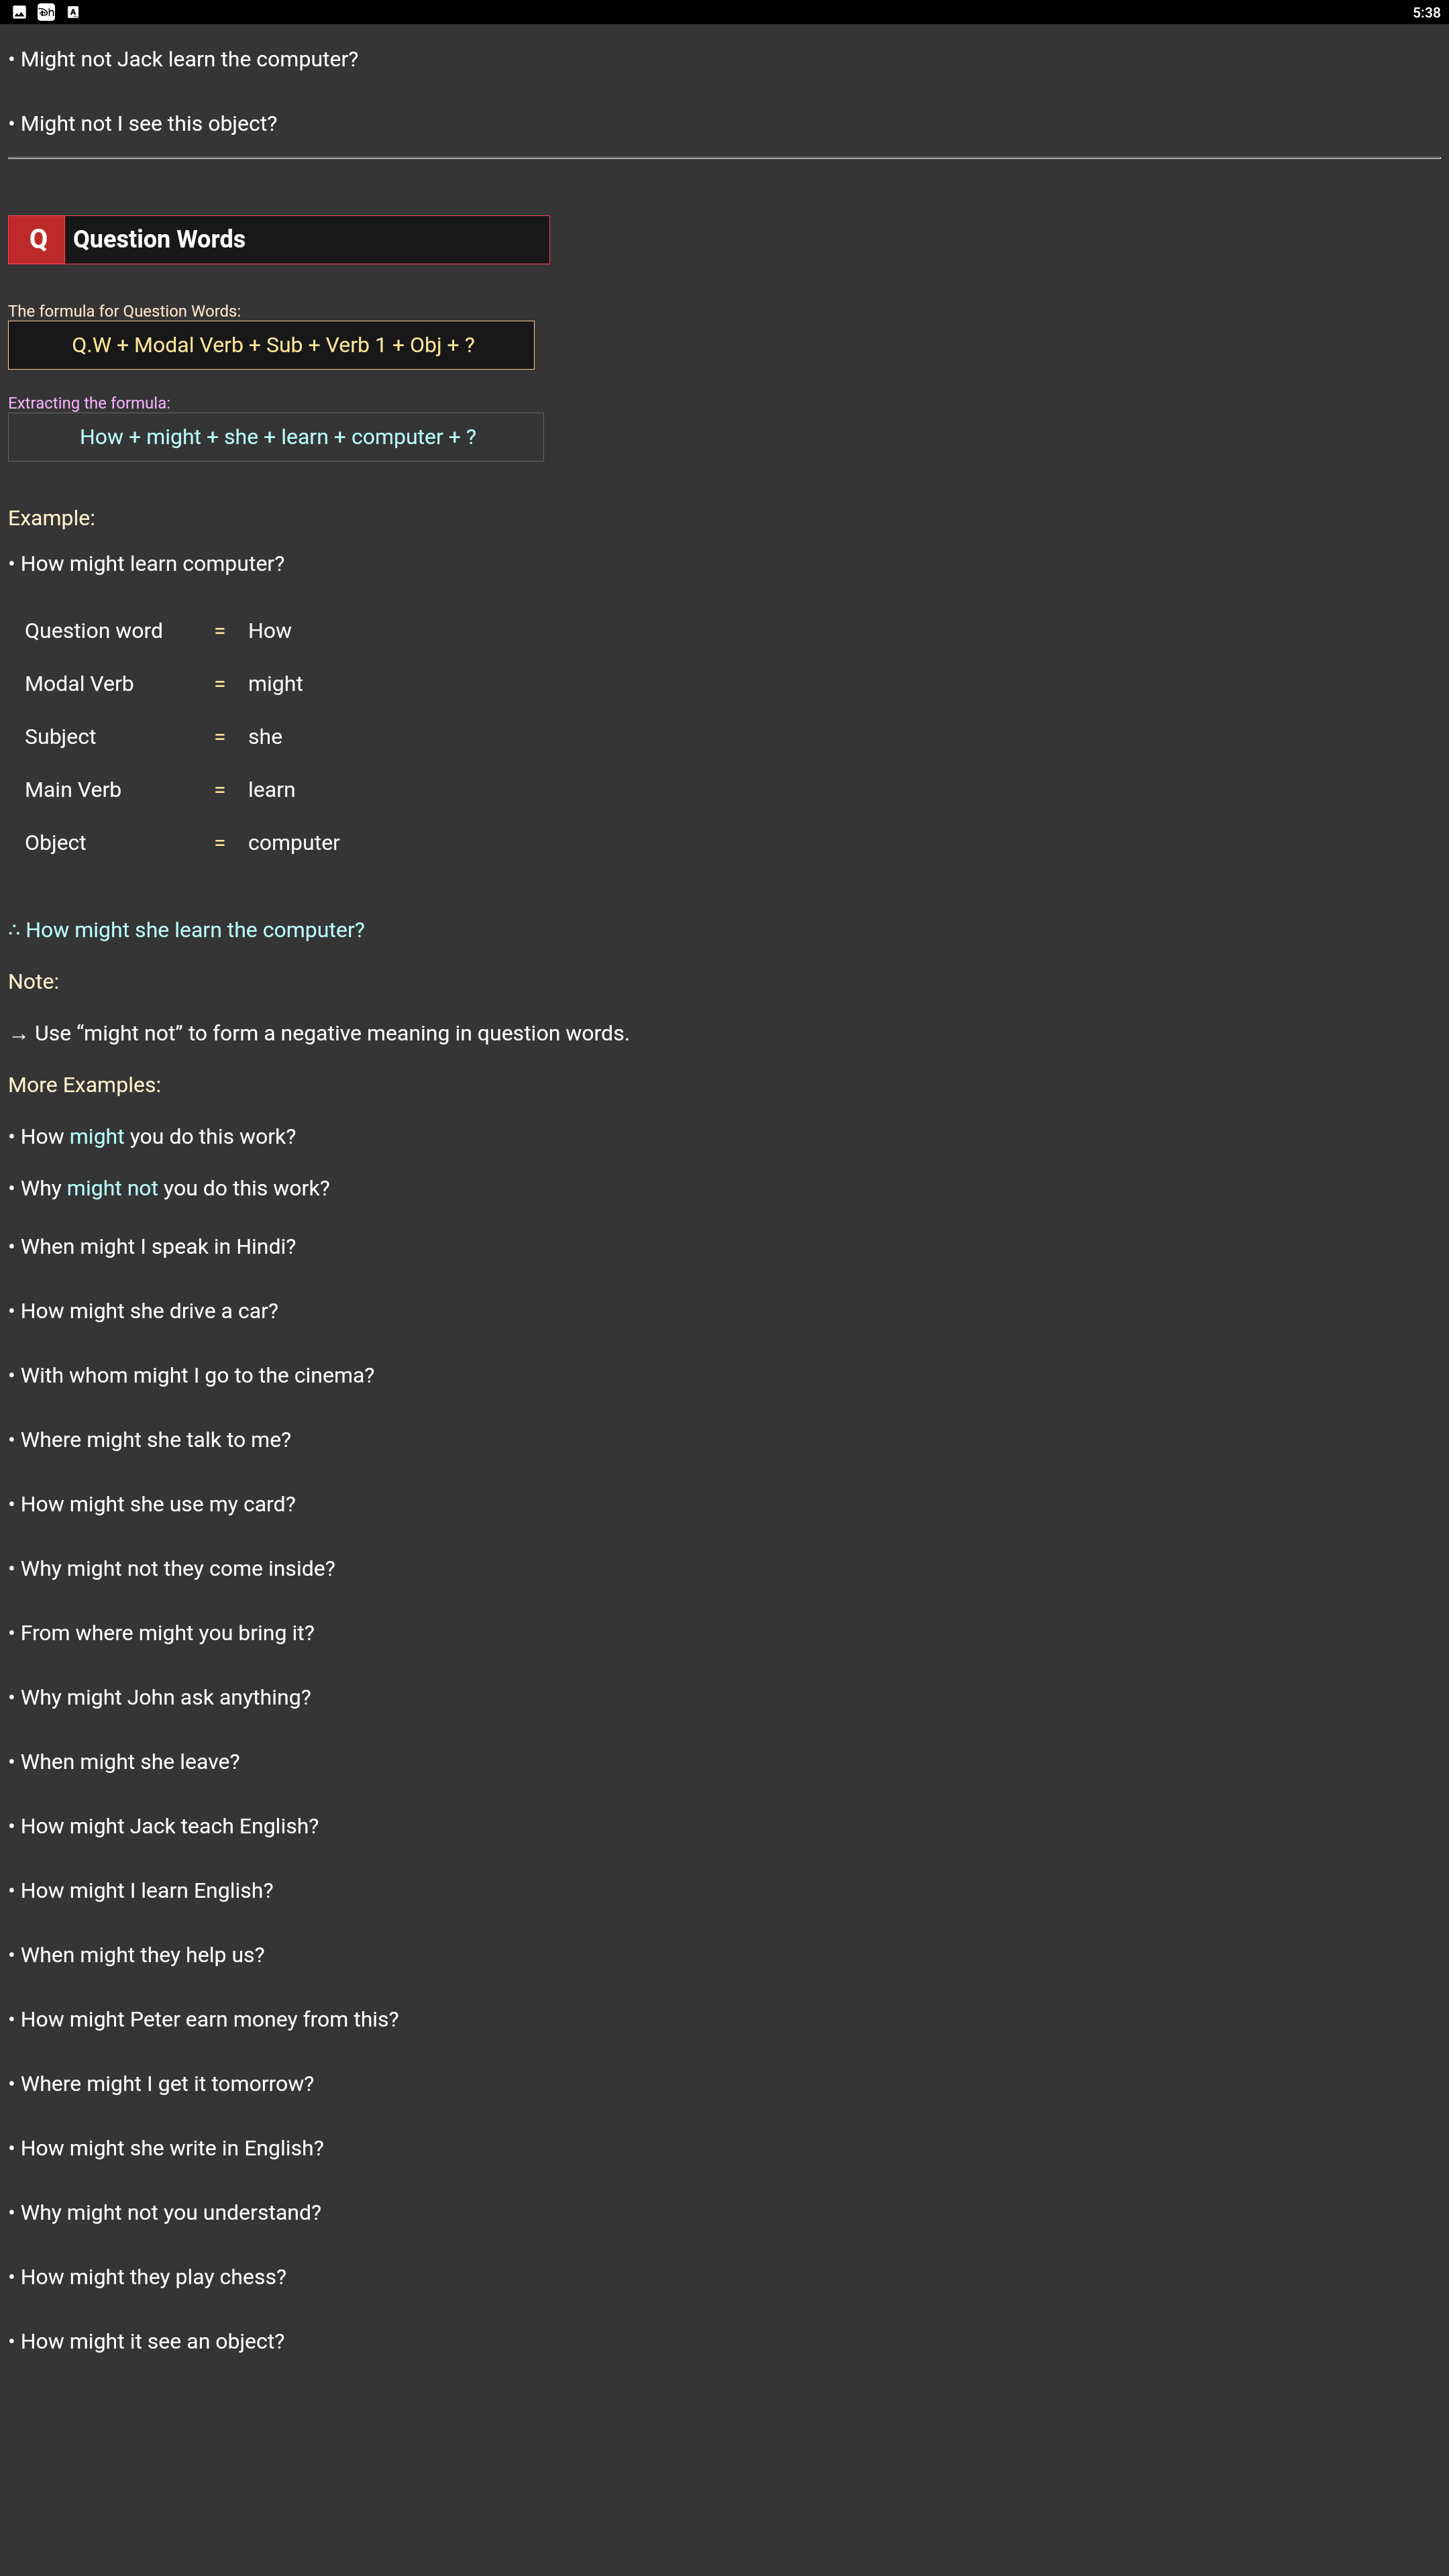 5:38
• Might not Jack learn the computer?
• Might not I see this object?
Q Question Words
The formula for Question Words:
Q.W + Modal Verb + Sub + Verb 1 + Obj + ?
Extracting the formula:
How + might + she + learn + computer + ?
Example:
• How might learn computer?
Question word = How
Modal Verb = might
Subject = she
Main Verb = learn
Object = computer
∴ How might she learn the computer?
Note:
→ Use “might not” to form a negative meaning in question words.
More Examples:
• How might you do this work?
• Why might not you do this work?
• When might I speak in Hindi?
• How might she drive a car?
• With whom might I go to the cinema?
• Where might she talk to me?
• How might she use my card?
• Why might not they come inside?
• From where might you bring it?
• Why might John ask anything?
• When might she leave?
• How might Jack teach English?
• How might I learn English?
• When might they help us?
• How might Peter earn money from this?
• Where might I get it tomorrow?
• How might she write in English?
• Why might not you understand?
• How might they play chess?
• How might it see an object?